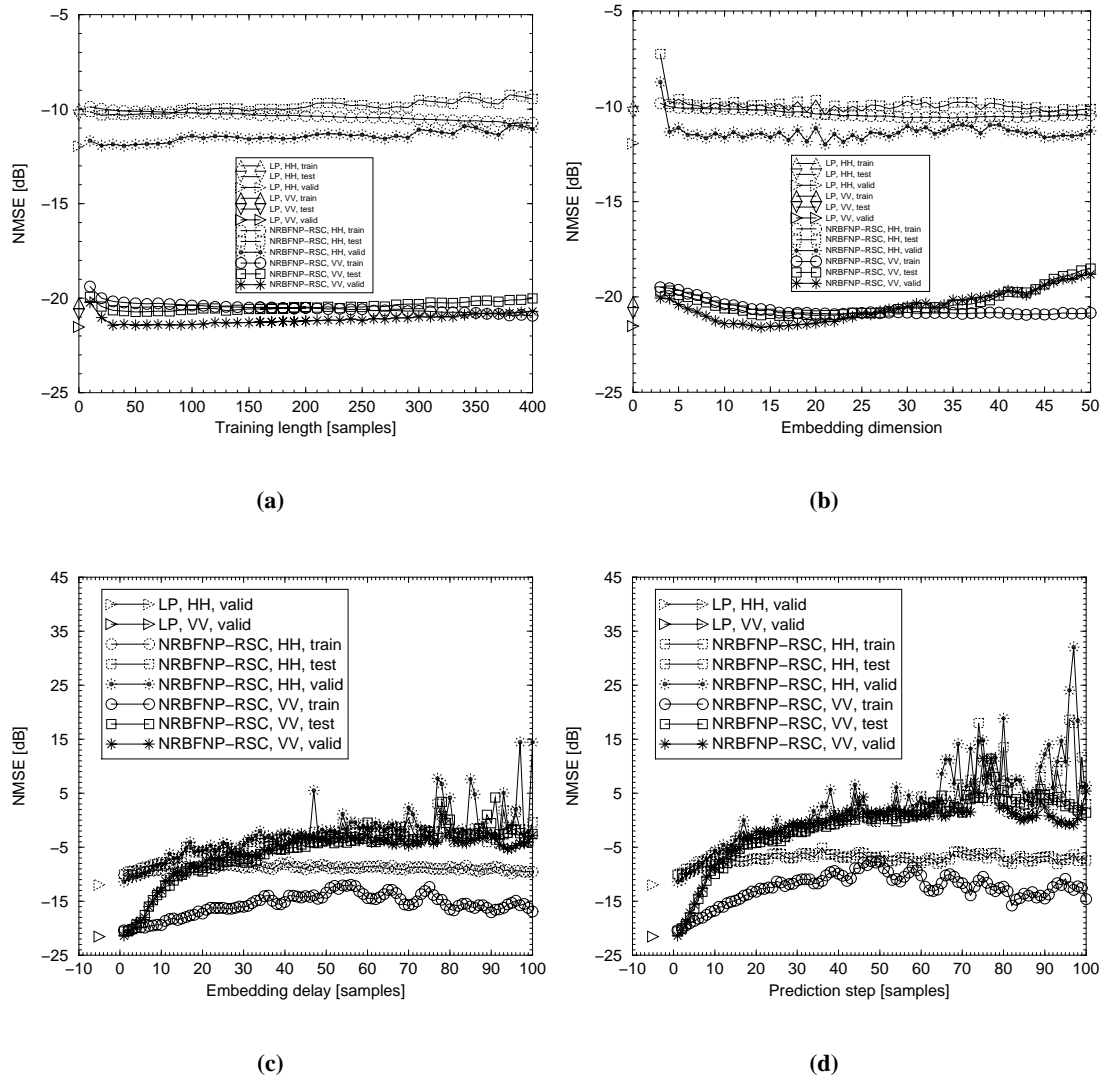 −5
−10
−15
−20
−25
NMSE [dB]
0
50
100
150
200
250
300
350
400
Training length [samples]
LP, HH, train
LP, HH, test
LP, HH, valid
LP, VV, train
LP, VV, test
LP, VV, valid
NRBFNP−RSC, HH, train
NRBFNP−RSC, HH, test
NRBFNP−RSC, HH, valid
NRBFNP−RSC, VV, train
NRBFNP−RSC, VV, test
NRBFNP−RSC, VV, valid
(a)
−5
−10
−15
−20
−25
NMSE [dB]
0
5
10
15
20
25
30
35
40
45
50
Embedding dimension
LP, HH, train
LP, HH, test
LP, HH, valid
LP, VV, train
LP, VV, test
LP, VV, valid
NRBFNP−RSC, HH, train
NRBFNP−RSC, HH, test
NRBFNP−RSC, HH, valid
NRBFNP−RSC, VV, train
NRBFNP−RSC, VV, test
NRBFNP−RSC, VV, valid
(b)
45
35
25
15
5
−5
−15
−25
NMSE [dB]
−10
0
10
20
30
40
50
60
70
80
90
100
Embedding delay [samples]
LP, HH, valid
LP, VV, valid
NRBFNP−RSC, HH, train
NRBFNP−RSC, HH, test
NRBFNP−RSC, HH, valid
NRBFNP−RSC, VV, train
NRBFNP−RSC, VV, test
NRBFNP−RSC, VV, valid
(c)
45
35
25
15
5
−5
−15
−25
NMSE [dB]
−10
0
10
20
30
40
50
60
70
80
90
100
Prediction step [samples]
LP, HH, valid
LP, VV, valid
NRBFNP−RSC, HH, train
NRBFNP−RSC, HH, test
NRBFNP−RSC, HH, valid
NRBFNP−RSC, VV, train
NRBFNP−RSC, VV, test
NRBFNP−RSC, VV, valid
(d)